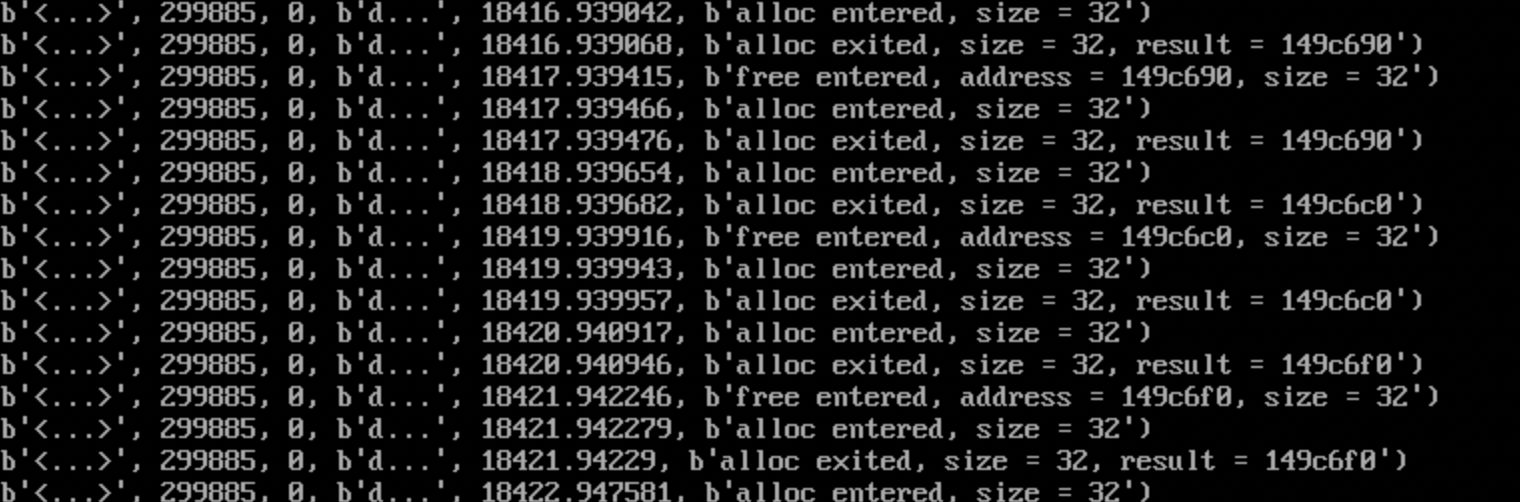 b'<...>', 299885, 0, b'd...', 18416.939042, b'alloc entered, size = 32')
b'<...>', 299885, 0, b'd...', 18416.939068, b'alloc exited, size = 32, result = 149c690')
b'<...>', 299885, 0, b'd...', 18417.939415, b'free entered, address = 149c690, size = 32')
b'<...>', 299885, 0, b'd...', 18417.939466, b'alloc entered, size = 32')
b'<...>', 299885, 0, b'd...', 18417.939476, b'alloc exited, size = 32, result = 149c690')
b'<...>', 299885, 0, b'd...', 18418.939654, b'alloc entered, size = 32')
b'<...>', 299885, 0, b'd...', 18418.939682, b'alloc exited, size = 32, result = 149c6c0')
b'<...>', 299885, 0, b'd...', 18419.939916, b'free entered, address = 149c6c0, size = 32')
b'<...>', 299885, 0, b'd...', 18419.939943, b'alloc entered, size = 32')
b'<...>', 299885, 0, b'd...', 18419.939957, b'alloc exited, size = 32, result = 149c6c0')
b'<...>', 299885, 0, b'd...', 18420.940917, b'alloc entered, size = 32')
b'<...>', 299885, 0, b'd...', 18420.940946, b'alloc exited, size = 32, result = 149c6f0')
b'<...>', 299885, 0, b'd...', 18421.942246, b'free entered, address = 149c6f0, size = 32')
b'<...>', 299885, 0, b'd...', 18421.942279, b'alloc entered, size = 32')
b'<...>', 299885, 0, b'd...', 18421.94229, b'alloc exited, size = 32, result = 149c6f0')
b'<...>', 299885, 0, b'd...', 18422.947581, b'alloc entered, size = 32')